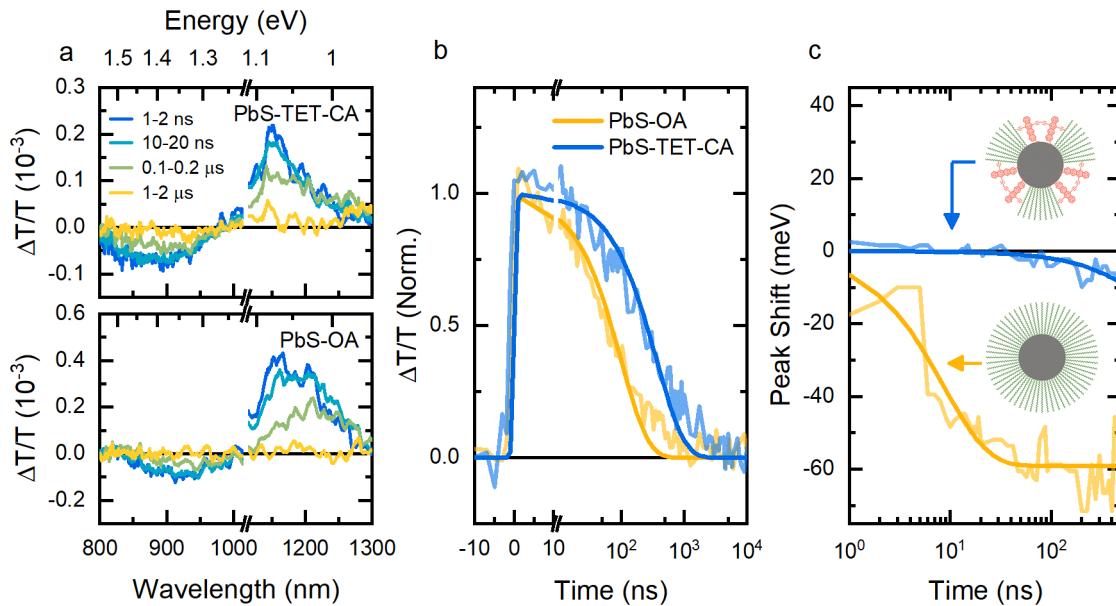 Energy (eV)
a
1.5 1.4 1.3 1.1 1
0.3
0.2
0.1
0.0
-0.1
ΔT/T (10⁻³)
PbS-TET-CA
1-2 ns
10-20 ns
0.1-0.2 μs
1-2 μs
0.6
0.4
0.2
0.0
-0.2
ΔT/T (10⁻³)
PbS-OA
800 900 1000 1200 1300
Wavelength (nm)
b
ΔT/T (Norm.)
1.0
0.5
0.0
PbS-OA
PbS-TET-CA
-10 0 10 10² 10³ 10⁴
Time (ns)
c
Peak Shift (meV)
40
20
0
-20
-40
-60
10⁰ 10¹ 10²
Time (ns)